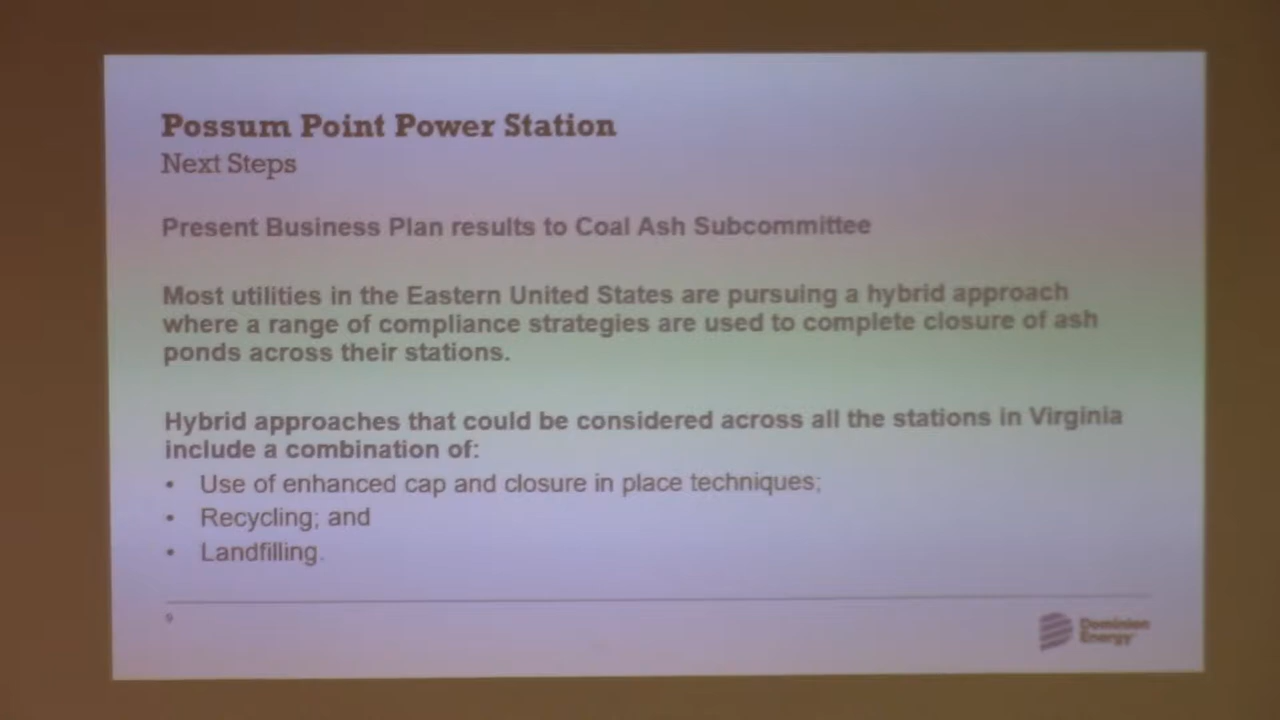 Possum Point Power Station
Next Steps
Present Business Plan results to Coal Ash Subcommittee
Most utilities in the Eastern United States are pursuing a hybrid approach
where a range of compliance strategies are used to complete closure of ash
ponds across their stations.
Hybrid approaches that could be considered across all the stations in Virginia
include a combination of:
• Use of enhanced cap and closure in place techniques;
• Recycling; and
• Landfilling.
9
Dominion
Energy